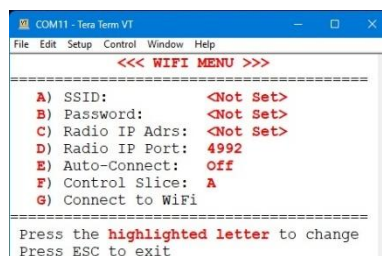 COM11 - Tera Term VT
File Edit Setup Control Window Help
<<< WIFI MENU >>>
========================================
A) SSID: <Not Set>
B) Password: <Not Set>
C) Radio IP Adrs: <Not Set>
D) Radio IP Port: 4992
E) Auto-Connect: Off
F) Control Slice: A
G) Connect to WiFi
========================================
Press the highlighted letter to change
Press ESC to exit